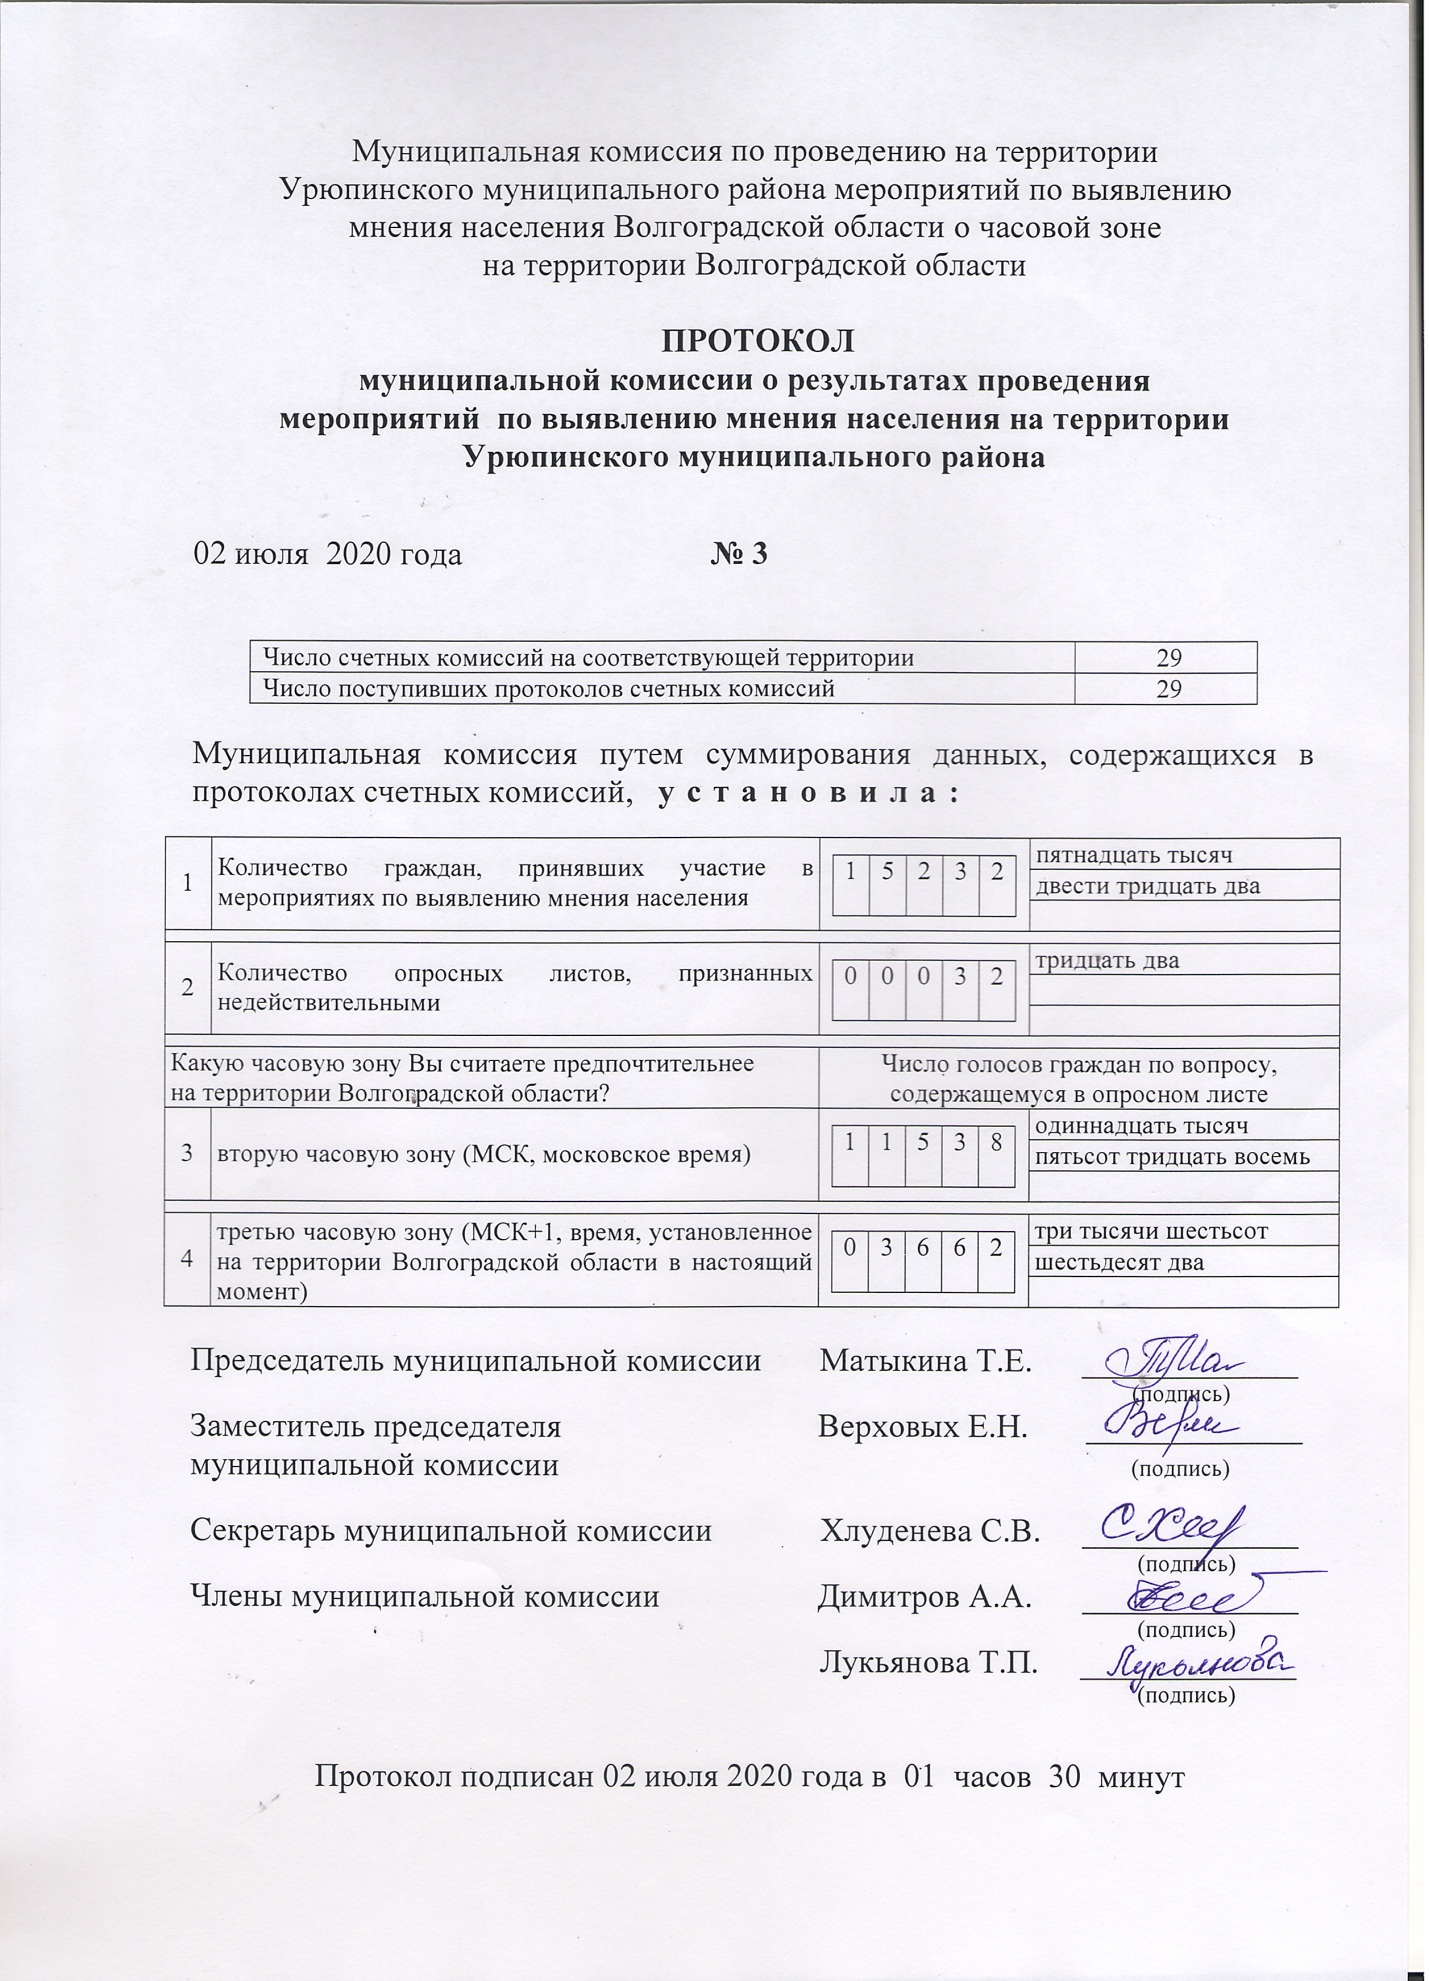 Муниципальная комиссия по проведению на территории
Урюпинского муниципального района мероприятий по выявлению
мнения населения Волгоградской области о часовой зоне
на территории Волгоградской области
ПРОТОКОЛ
муниципальной комиссии о результатах проведения
мероприятий по выявлению мнения населения на территории
Урюпинского муниципального района
02 июля 2020 года № 3
Число счетных комиссий на соответствующей территории 29
Число поступивших протоколов счетных комиссий 29
Муниципальная комиссия путем суммирования данных, содержащихся в
протоколах счетных комиссий, у с т а н о в и л а :
1
Количество граждан, принявших участие в
мероприятиях по выявлению мнения населения
1 5 2 3 2
пятнадцать тысяч
двести тридцать два
2
Количество опросных листов, признанных
недействительными
0 0 0 3 2
тридцать два
Какую часовую зону Вы считаете предпочтительнее
на территории Волгоградской области?
Число голосов граждан по вопросу,
содержащемуся в опросном листе
3
вторую часовую зону (МСК, московское время)
1 1 5 3 8
одиннадцать тысяч
пятьсот тридцать восемь
4
третью часовую зону (МСК+1, время, установленное
на территории Волгоградской области в настоящий
момент)
0 3 6 6 2
три тысячи шестьсот
шестьдесят два
Председатель муниципальной комиссии Матыкина Т.Е.
(подпись)
Заместитель председателя Верховых Е.Н.
муниципальной комиссии (подпись)
Секретарь муниципальной комиссии Хлуденева С.В.
(подпись)
Члены муниципальной комиссии Димитров А.А.
(подпись)
Лукьянова Т.П. Лукьянова
(подпись)
Протокол подписан 02 июля 2020 года в 01 часов 30 минут